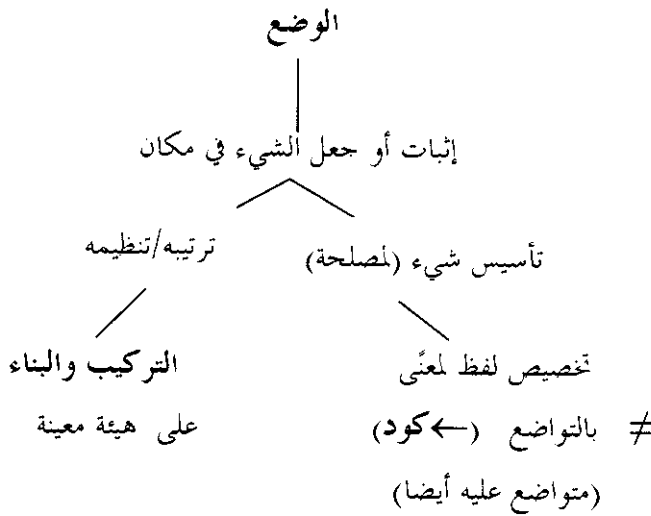 الوضع
إثبات أو جعل الشيء في مكان
تأسيس شيء (لمصلحة)
ترتيبه/تنظيمه
تخصيص لفظ لمعنًى
التركيب والبناء
≠ بالتواضع (←كود)
على هيئة معينة
(متواضع عليه أيضا)